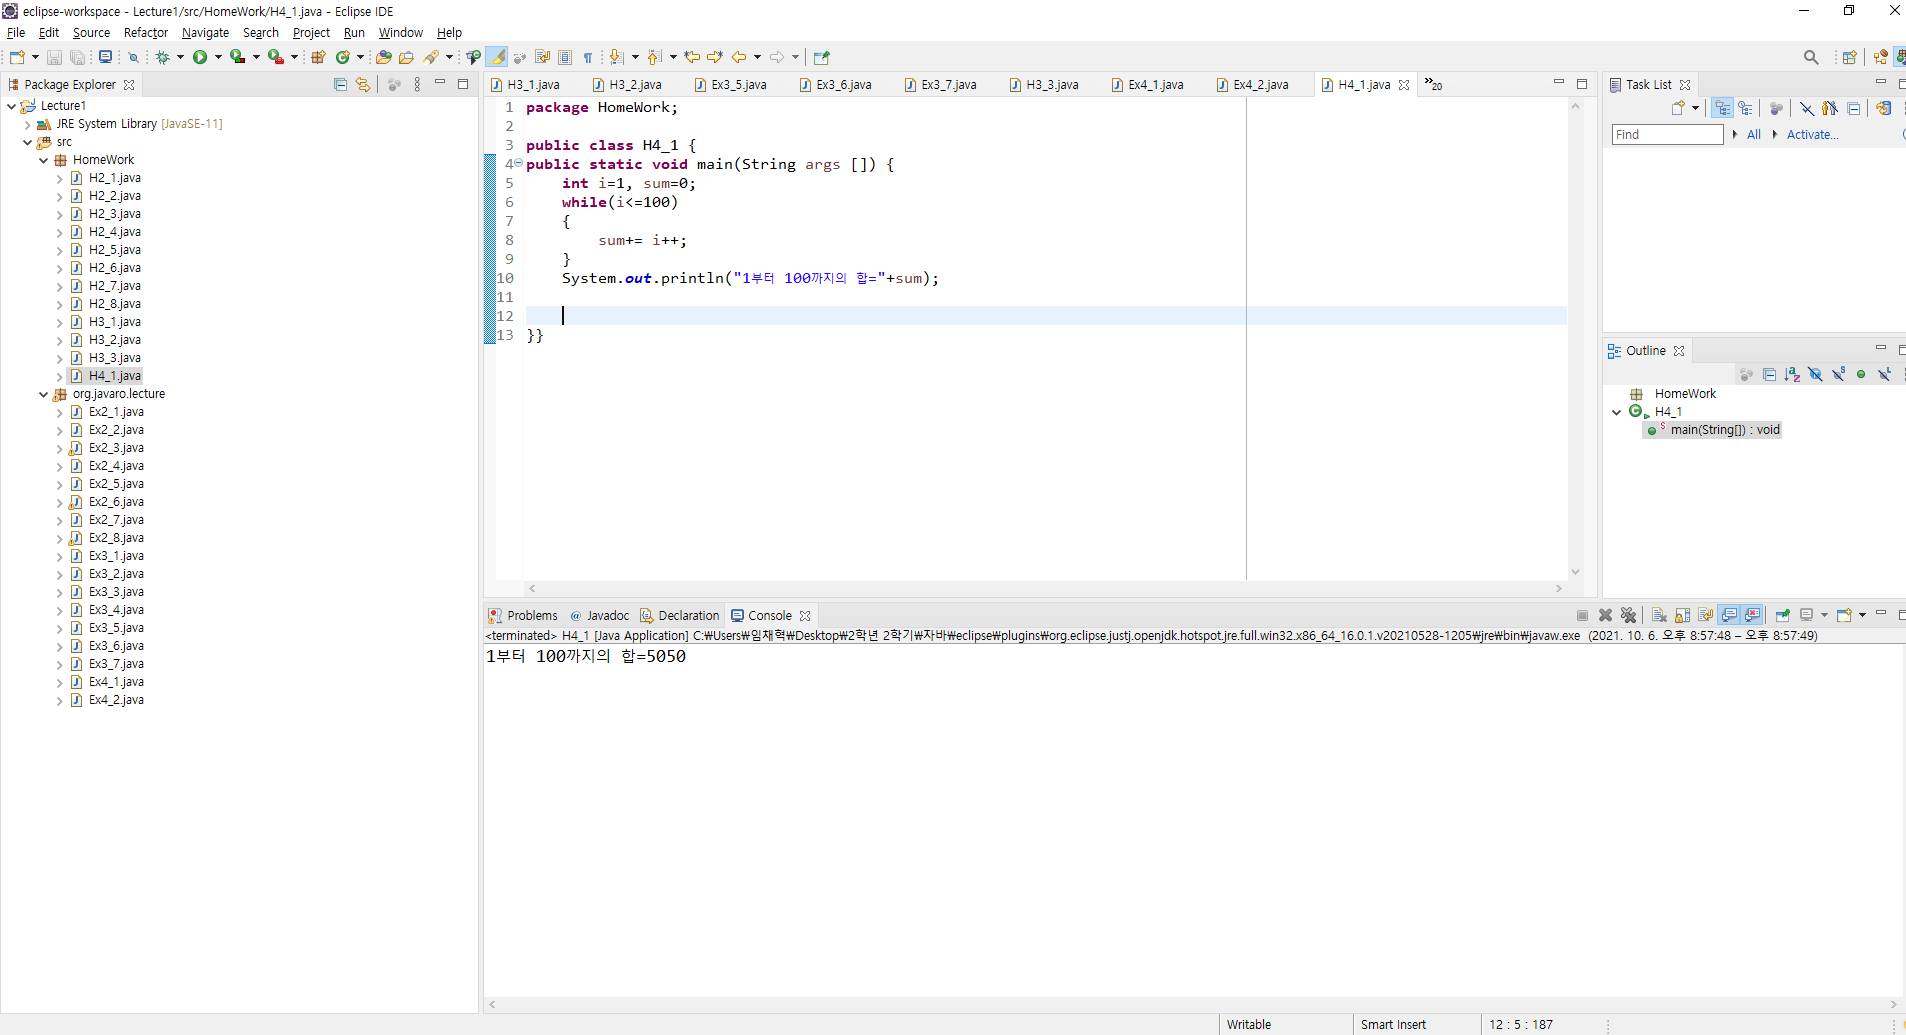 eclipse-workspace - Lecture1/src/HomeWork/H4_1.java - Eclipse IDE
File Edit Source Refactor Navigate Search Project Run Window Help
Package Explorer
Lecture1
JRE System Library [JavaSE-11]
src
HomeWork
H2_1.java
H2_2.java
H2_3.java
H2_4.java
H2_5.java
H2_6.java
H2_7.java
H2_8.java
H3_1.java
H3_2.java
H3_3.java
H4_1.java
org.javaro.lecture
Ex2_1.java
Ex2_2.java
Ex2_3.java
Ex2_4.java
Ex2_5.java
Ex2_6.java
Ex2_7.java
Ex2_8.java
Ex3_1.java
Ex3_2.java
Ex3_3.java
Ex3_4.java
Ex3_5.java
Ex3_6.java
Ex3_7.java
Ex4_1.java
Ex4_2.java
H3_1.java H3_2.java Ex3_5.java Ex3_6.java Ex3_7.java H3_3.java Ex4_1.java Ex4_2.java H4_1.java »20
1 package HomeWork;
2
3 public class H4_1 {
4 public static void main(String args []) {
5     int i=1, sum=0;
6     while(i<=100)
7     {
8         sum+= i++;
9     }
10     System.out.println("1부터 100까지의 합="+sum);
11
12
13 }}
Task List
Find All Activate...
Outline
HomeWork
H4_1
main(String[]) : void
Problems Javadoc Declaration Console
<terminated> H4_1 [Java Application] C:₩Users₩임채혁₩Desktop₩2학년 2학기₩자바₩eclipse₩plugins₩org.eclipse.justj.openjdk.hotspot.jre.full.win32.x86_64_16.0.1.v20210528-1205₩jre₩bin₩javaw.exe (2021. 10. 6. 오후 8:57:48 – 오후 8:57:49)
1부터 100까지의 합=5050
Writable Smart Insert 12 : 5 : 187